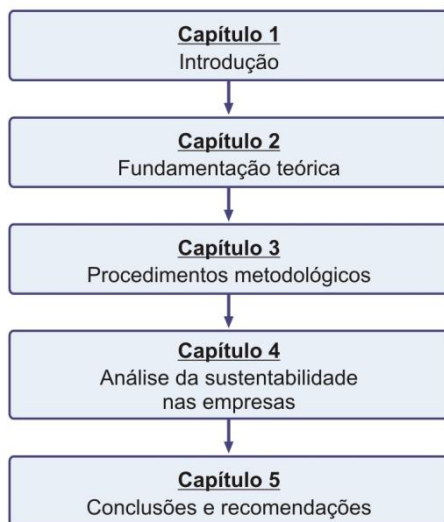 Capítulo 1
Introdução
Capítulo 2
Fundamentação teórica
Capítulo 3
Procedimentos metodológicos
Capítulo 4
Análise da sustentabilidade
nas empresas
Capítulo 5
Conclusões e recomendações